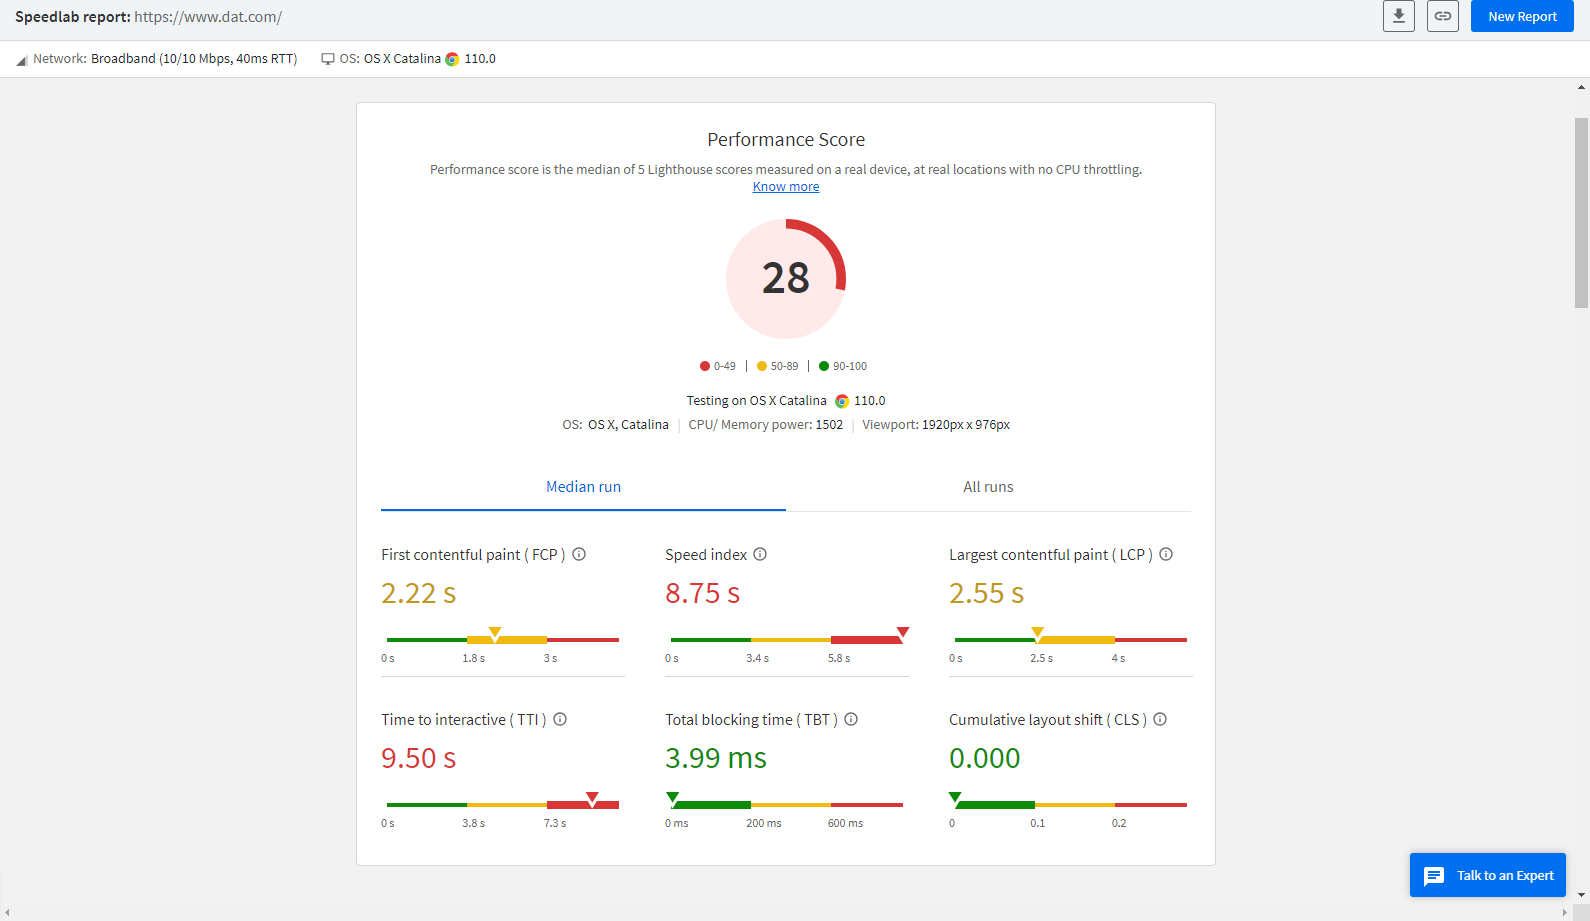 Speedlab report: https://www.dat.com/
New Report
Network: Broadband (10/10 Mbps, 40ms RTT) OS: OS X Catalina 110.0
Performance Score
Performance score is the median of 5 Lighthouse scores measured on a real device, at real locations with no CPU throttling.
Know more
28
0-49 | 50-89 | 90-100
Testing on OS X Catalina 110.0
OS: OS X, Catalina | CPU/ Memory power: 1502 | Viewport: 1920px x 976px
Median run All runs
First contentful paint ( FCP )
2.22 s
0 s 1.8 s 3 s
Speed index
8.75 s
0 s 3.4 s 5.8 s
Largest contentful paint ( LCP )
2.55 s
0 s 2.5 s 4 s
Time to interactive ( TTI )
9.50 s
0 s 3.8 s 7.3 s
Total blocking time ( TBT )
3.99 ms
0 ms 200 ms 600 ms
Cumulative layout shift ( CLS )
0.000
0 0.1 0.2
Talk to an Expert